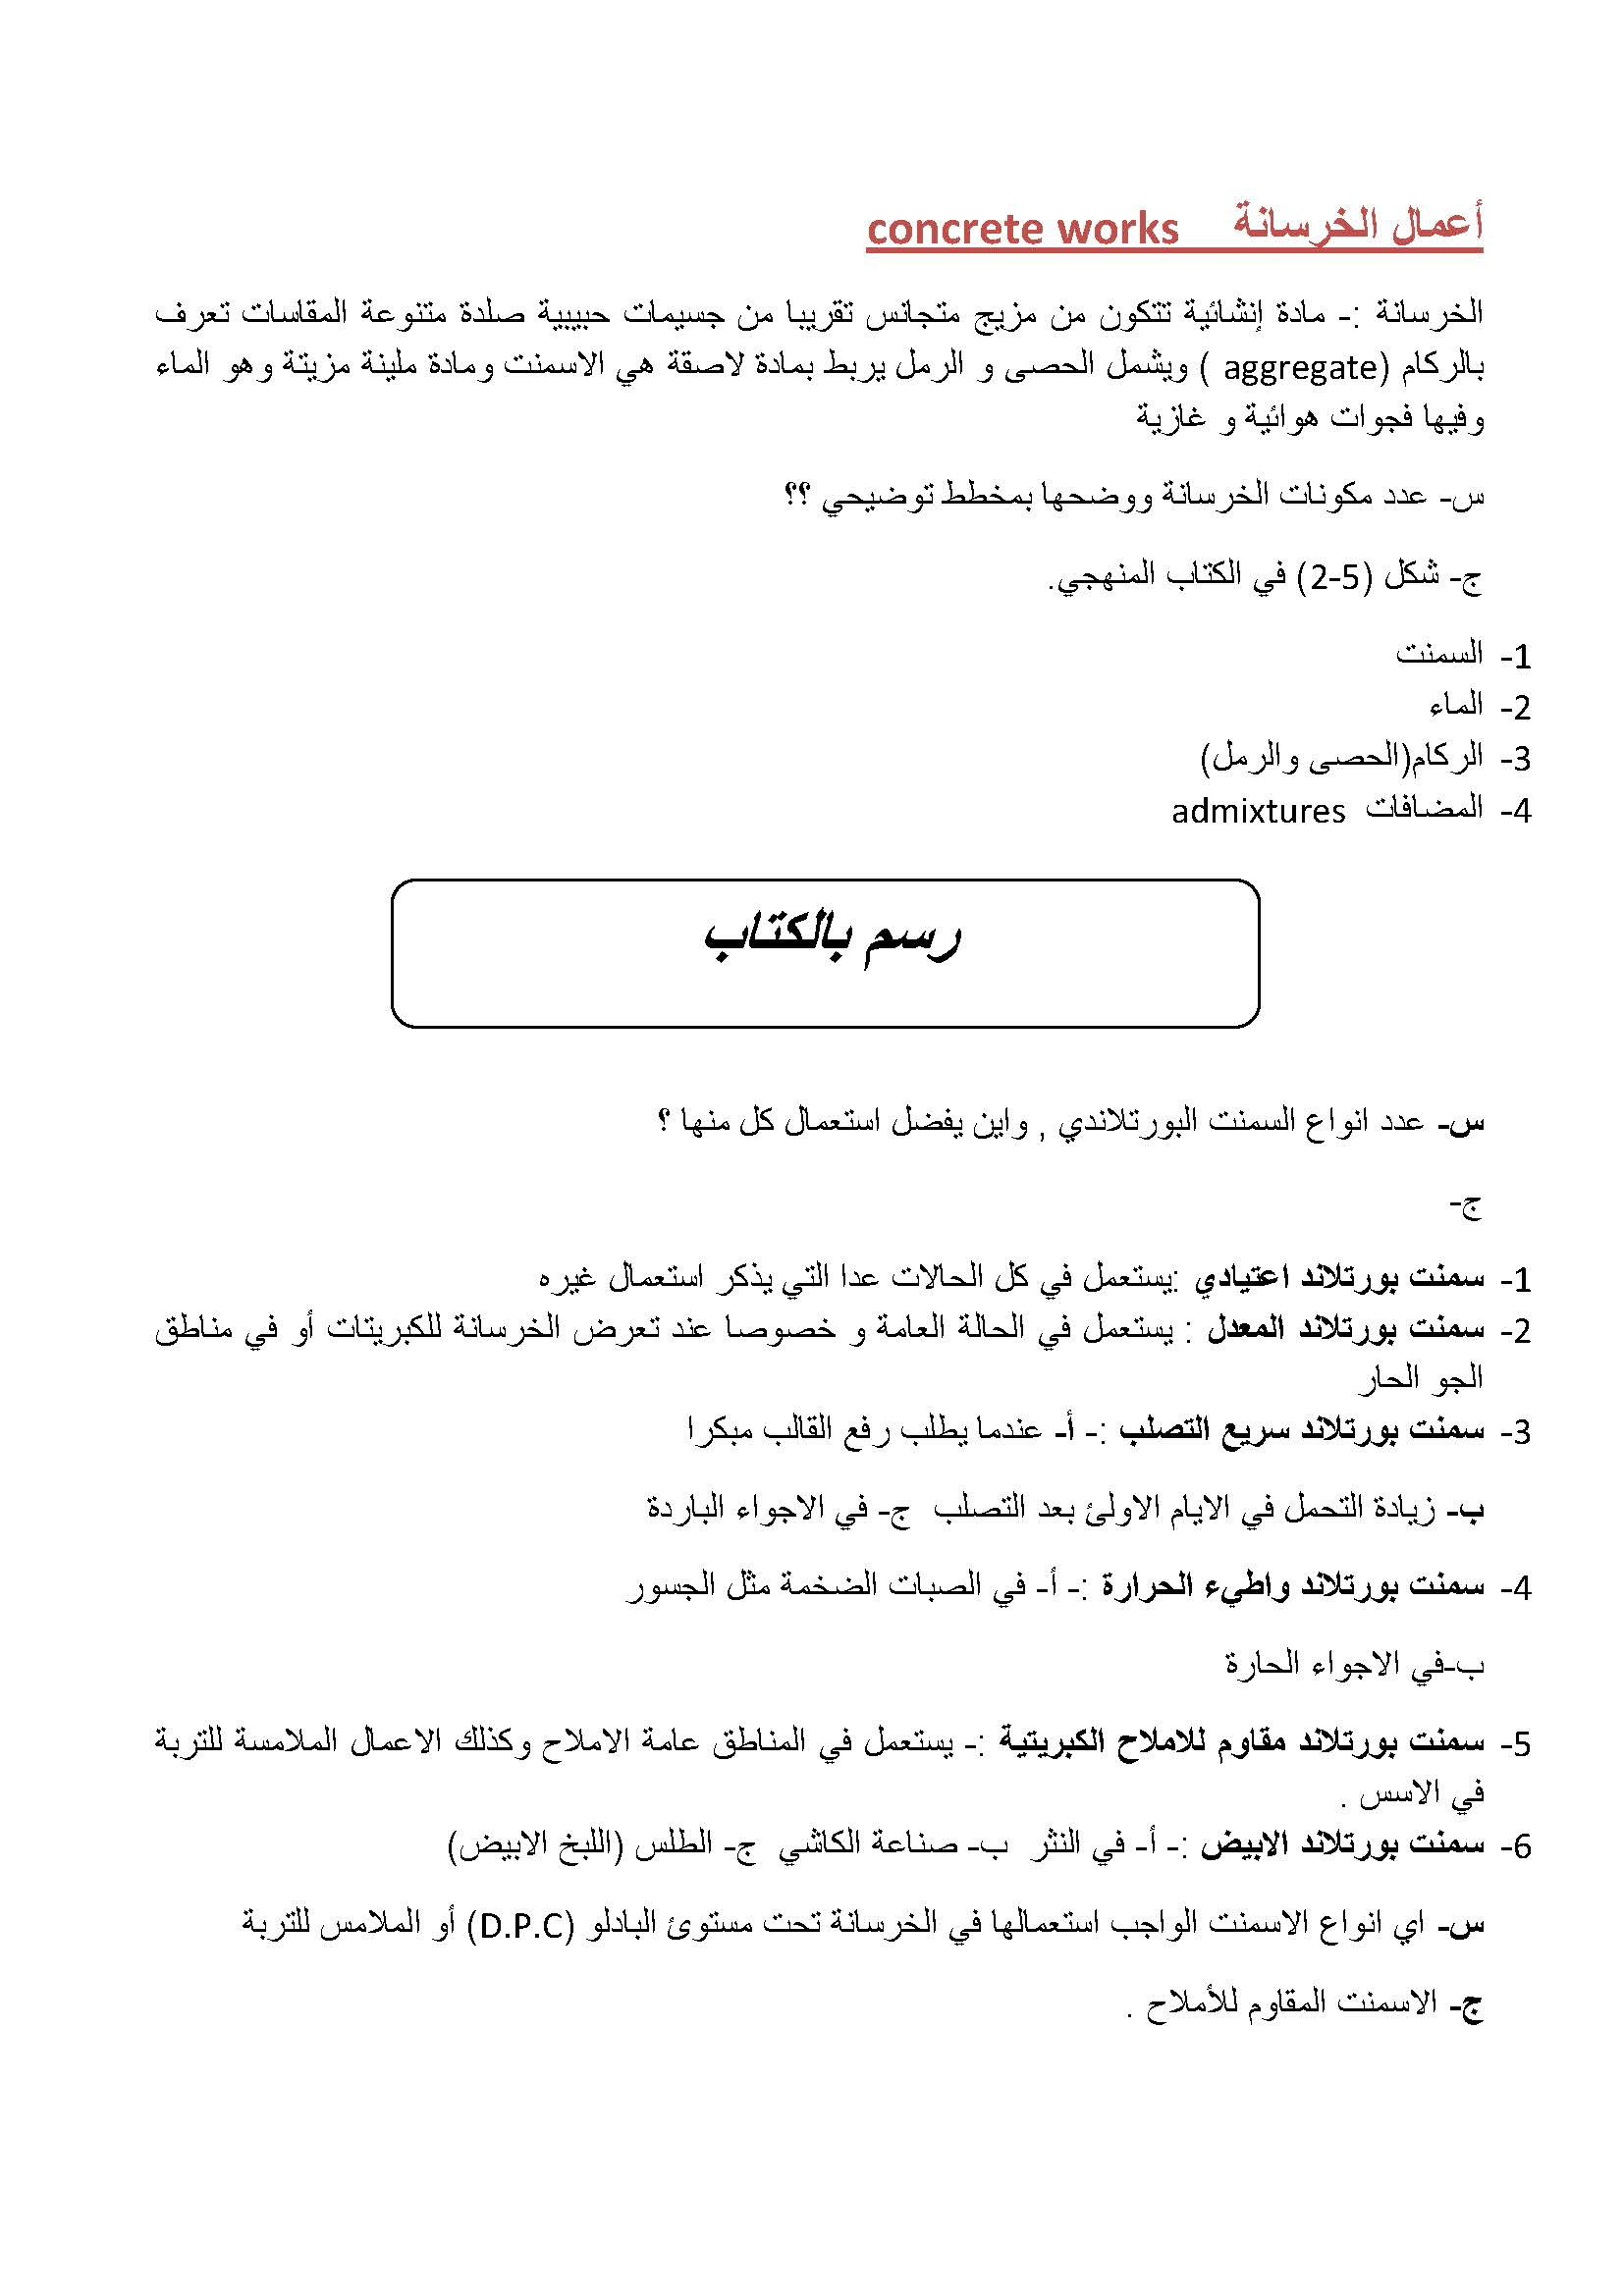 أعمال الخرسانة concrete works
الخرسانة :- مادة إنشائية تتكون من مزيج متجانس تقريبا من جسيمات حبيبية صلدة متنوعة المقاسات تعرف
بالركام (aggregate ) ويشمل الحصى و الرمل يربط بمادة لاصقة هي الاسمنت ومادة ملينة مزيتة وهو الماء
وفيها فجوات هوائية و غازية
س- عدد مكونات الخرسانة ووضحها بمخطط توضيحي ؟؟
ج- شكل (5-2) في الكتاب المنهجي.
1- السمنت
2- الماء
3- الركام(الحصى والرمل)
4- المضافات admixtures
رسم بالكتاب
س- عدد انواع السمنت البورتلاندي , واين يفضل استعمال كل منها ؟
ج-
1- سمنت بورتلاند اعتيادي :يستعمل في كل الحالات عدا التي يذكر استعمال غيره
2- سمنت بورتلاند المعدل : يستعمل في الحالة العامة و خصوصا عند تعرض الخرسانة للكبريتات أو في مناطق
الجو الحار
3- سمنت بورتلاند سريع التصلب :- أ- عندما يطلب رفع القالب مبكرا
ب- زيادة التحمل في الايام الاولئ بعد التصلب ج- في الاجواء الباردة
4- سمنت بورتلاند واطيء الحرارة :- أ- في الصبات الضخمة مثل الجسور
ب-في الاجواء الحارة
5- سمنت بورتلاند مقاوم للاملاح الكبريتية :- يستعمل في المناطق عامة الاملاح وكذلك الاعمال الملامسة للتربة
في الاسس .
6- سمنت بورتلاند الابيض :- أ- في النثر ب- صناعة الكاشي ج- الطلس (اللبخ الابيض)
س- اي انواع الاسمنت الواجب استعمالها في الخرسانة تحت مستوئ البادلو (D.P.C) أو الملامس للتربة
ج- الاسمنت المقاوم للأملاح .